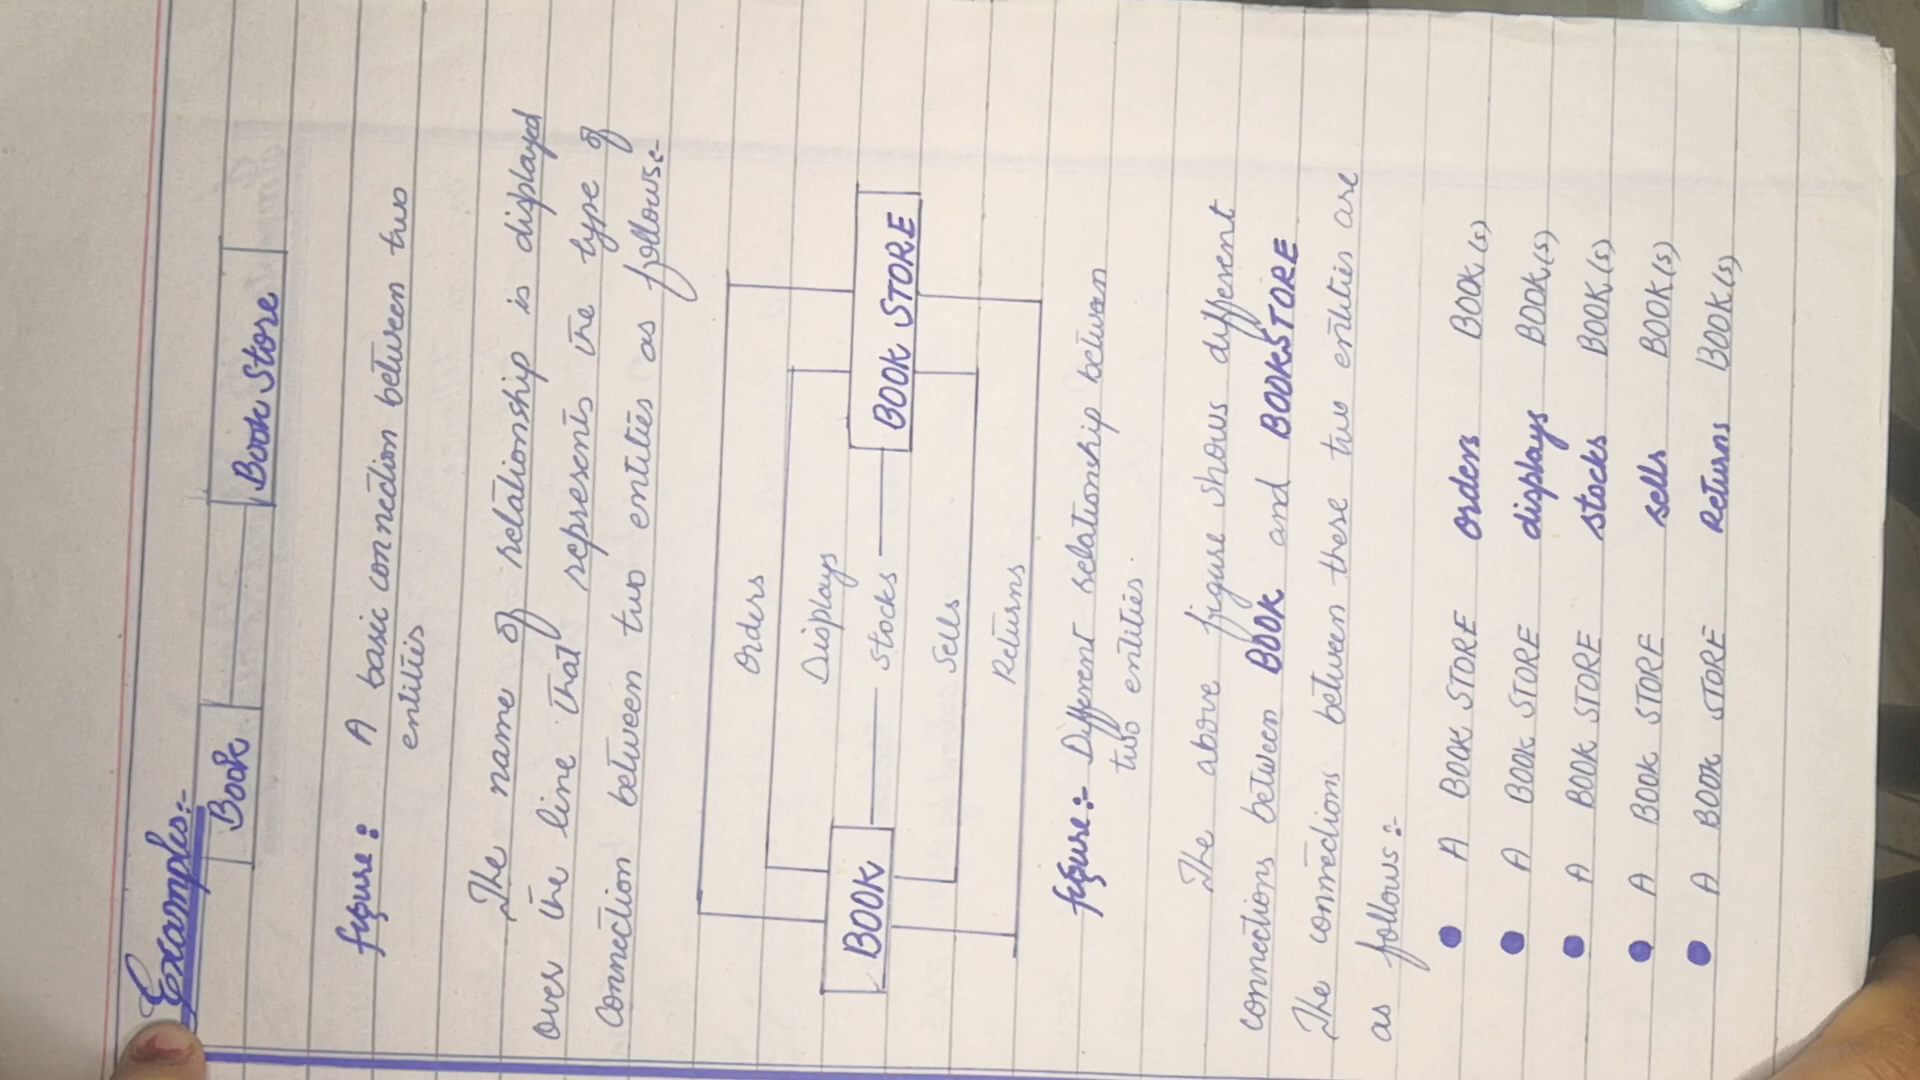 Examples:-
Book
Book Store
figure: A basic connection between two
entities
The name of relationship is displayed
over the line that represents the type of
Connection between two entities as follows:-
Orders
Displays
BOOK
Stocks
BOOK STORE
Sells
Returns
figure:- Different relationship between
two entities.
The above figure shows different
connections between BOOK and BOOKSTORE
The connections between these two entities are
as follows:-
• A BOOK STORE orders BOOK(s)
• A BOOK STORE displays BOOK(s)
• A BOOK STORE stocks BOOK(s)
• A BOOK STORE sells BOOK(s)
• A BOOK STORE Returns BOOK(s)